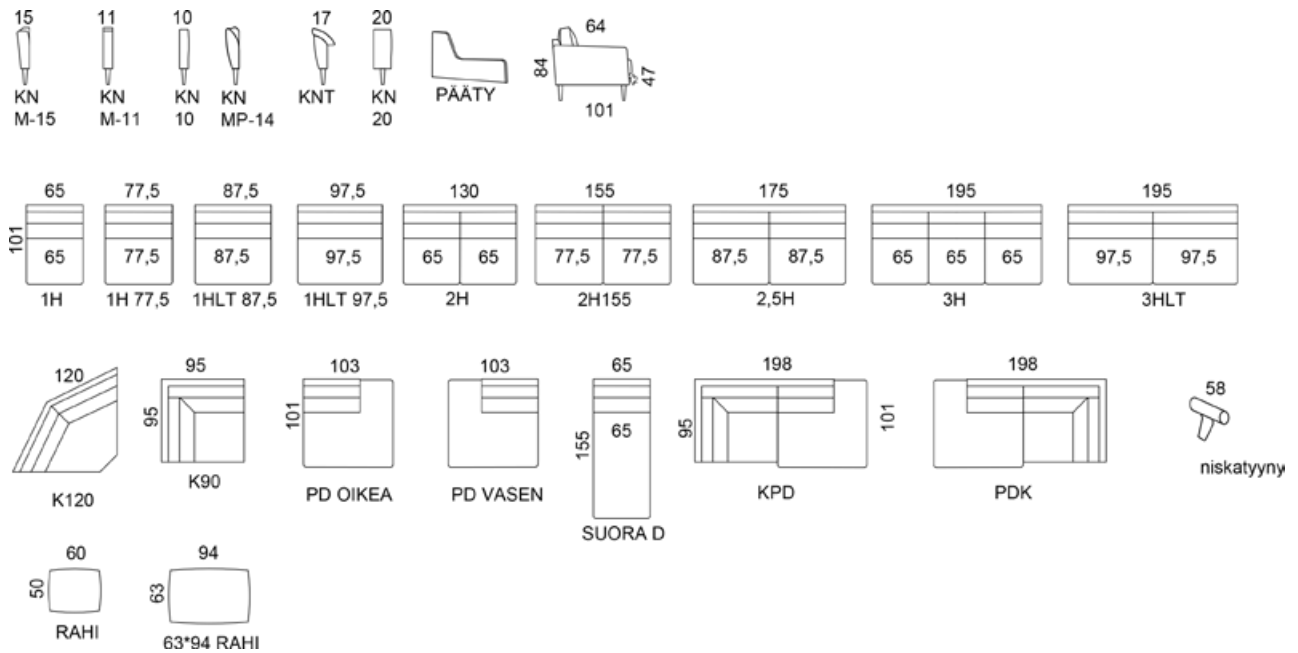 15 11 10 17 20
KN KN KN KN KNT KN
M-15 M-11 10 MP-14 20
PÄÄTY
64
84
47
101
65 77,5 87,5 97,5 130 155 175 195 195
101
65 77,5 87,5 97,5 65 65 77,5 77,5 87,5 87,5 65 65 65 97,5 97,5
1H 1H 77,5 1HLT 87,5 1HLT 97,5 2H 2H155 2,5H 3H 3HLT
120 95 103 103 65 198 198 58
95 101 155 65 95 101
K120 K90 PD OIKEA PD VASEN SUORA D KPD PDK niskatyyny
60 94
50 63
RAHI 63*94 RAHI